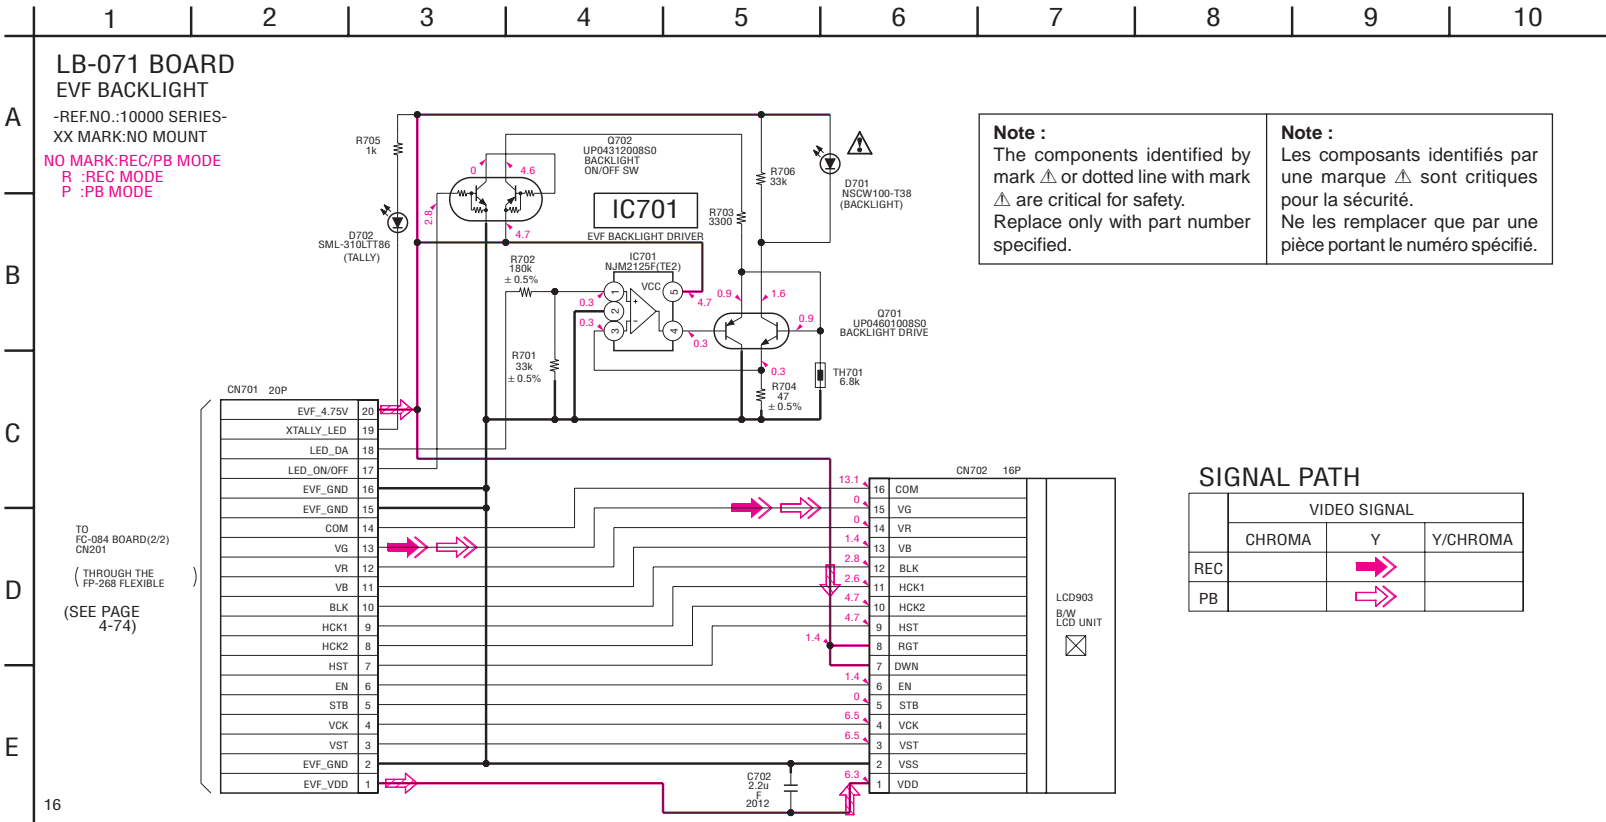 1 2 3 4 5 6 7 8 9 10
A
B
C
D
E
LB-071 BOARD
EVF BACKLIGHT
-REF.NO.:10000 SERIES-
XX MARK:NO MOUNT
NO MARK:REC/PB MODE
R :REC MODE
P :PB MODE
R705
1k
D702
SML-310LTT86
(TALLY)
Q702
UP04312008S0
BACKLIGHT
ON/OFF SW
0
4.6
2.8
4.7
IC701
EVF BACKLIGHT DRIVER
IC701
NJM2125F(TE2)
VCC
1
2
3
4
5
+
–
0.3
0.3
4.7
0.3
R702
180k
± 0.5%
R701
33k
± 0.5%
R703
3300
R706
33k
D701
NSCW100-T38
(BACKLIGHT)
0.9
1.6
0.9
0.3
Q701
UP04601008S0
BACKLIGHT DRIVE
TH701
6.8k
R704
47
± 0.5%
Note :
The components identified by
mark ⚠ or dotted line with mark
⚠ are critical for safety.
Replace only with part number
specified.
Note :
Les composants identifiés par
une marque ⚠ sont critiques
pour la sécurité.
Ne les remplacer que par une
pièce portant le numéro spécifié.
CN701 20P
EVF_4.75V 20
XTALLY_LED 19
LED_DA 18
LED_ON/OFF 17
EVF_GND 16
EVF_GND 15
COM 14
VG 13
VR 12
VB 11
BLK 10
HCK1 9
HCK2 8
HST 7
EN 6
STB 5
VCK 4
VST 3
EVF_GND 2
EVF_VDD 1
TO
FC-084 BOARD(2/2)
CN201
( THROUGH THE
FP-268 FLEXIBLE )
(SEE PAGE
4-74)
CN702 16P
13.1 16 COM
0 15 VG
0 14 VR
1.4 13 VB
2.8 12 BLK
2.6 11 HCK1
4.7 10 HCK2
4.7 9 HST
1.4 8 RGT
7 DWN
1.4 6 EN
0 5 STB
6.5 4 VCK
6.5 3 VST
2 VSS
6.3 1 VDD
LCD903
B/W
LCD UNIT
C702
2.2u
F
2012
SIGNAL PATH
VIDEO SIGNAL
CHROMA Y Y/CHROMA
REC
PB
16